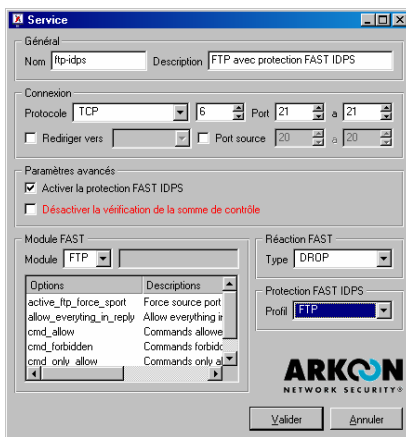 Service
Général
Nom ftp-idps Description FTP avec protection FAST IDPS
Connexion
Protocole TCP 6 Port 21 a 21
Rediriger vers Port source 20 a 20
Paramètres avancés
Activer la protection FAST IDPS
Désactiver la vérification de la somme de contrôle
Module FAST
Module FTP
Options Descriptions
active_ftp_force_sport Force source port
allow_everyting_in_reply Allow everything i
cmd_allow Commands allowe
cmd_forbidden Commands forbidd
cmd_only_allow Commands only al
Réaction FAST
Type DROP
Protection FAST IDPS
Profil FTP
ARKOON
NETWORK SECURITY®
Valider Annuler